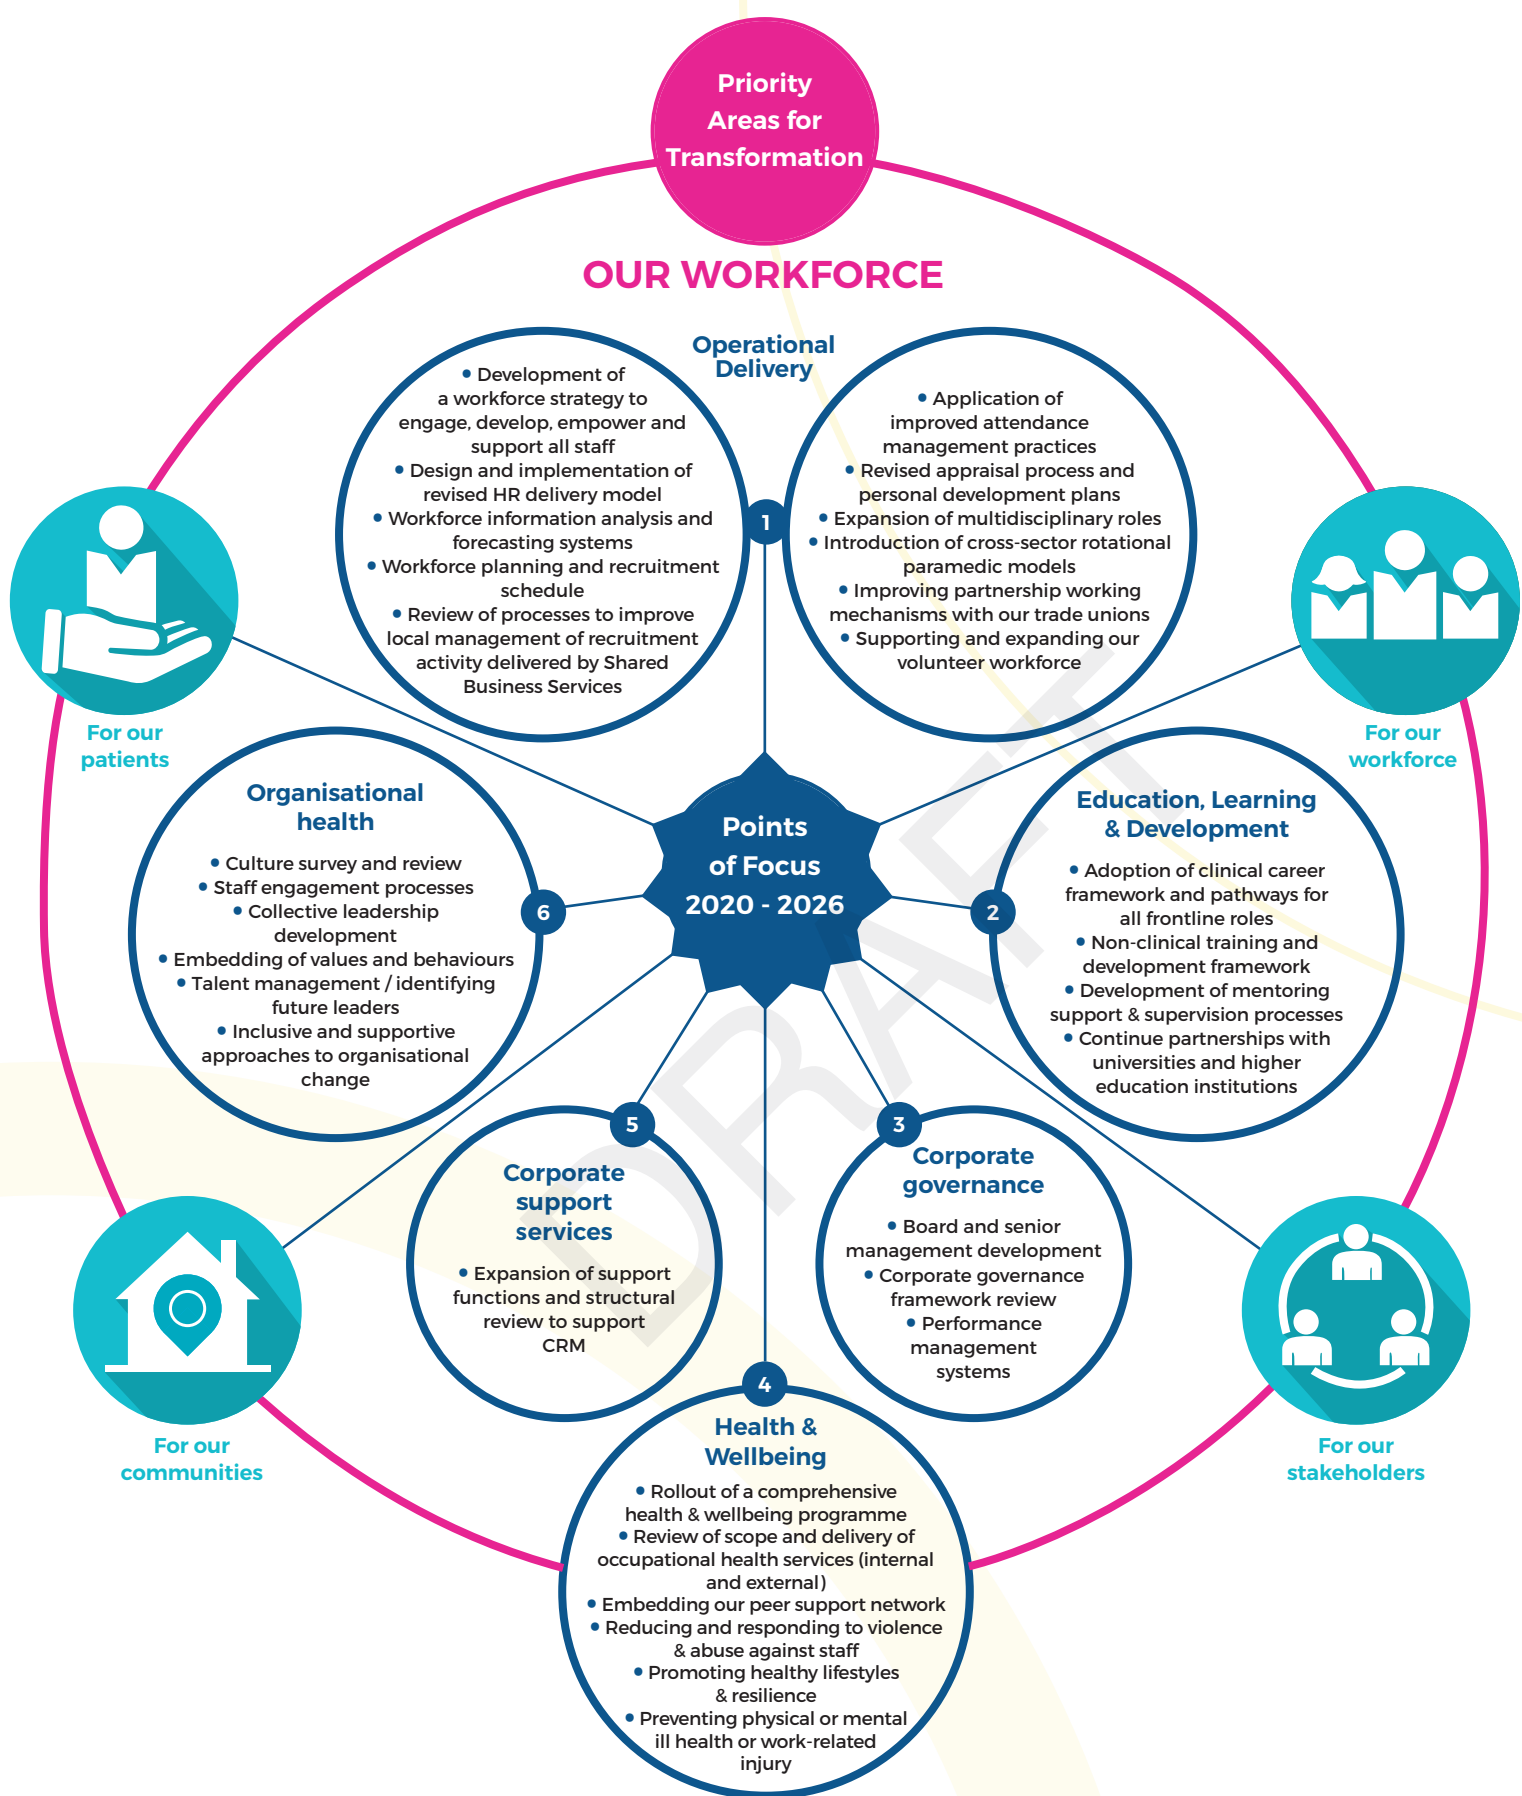 Priority
Areas for
Transformation
OUR WORKFORCE
Operational
Delivery
1
• Development of
a workforce strategy to
engage, develop, empower and
support all staff
• Design and implementation of
revised HR delivery model
• Workforce information analysis and
forecasting systems
• Workforce planning and recruitment
schedule
• Review of processes to improve
local management of recruitment
activity delivered by Shared
Business Services
• Application of
improved attendance
management practices
• Revised appraisal process and
personal development plans
• Expansion of multidisciplinary roles
• Introduction of cross-sector rotational
paramedic models
• Improving partnership working
mechanisms with our trade unions
• Supporting and expanding our
volunteer workforce
For our
patients
For our
workforce
Points
of Focus
2020 - 2026
Organisational
health
• Culture survey and review
• Staff engagement processes
• Collective leadership
development
• Embedding of values and behaviours
• Talent management / identifying
future leaders
• Inclusive and supportive
approaches to organisational
change
6
2
Education, Learning
& Development
• Adoption of clinical career
framework and pathways for
all frontline roles
• Non-clinical training and
development framework
• Development of mentoring
support & supervision processes
• Continue partnerships with
universities and higher
education institutions
5
Corporate
support
services
• Expansion of support
functions and structural
review to support
CRM
3
Corporate
governance
• Board and senior
management development
• Corporate governance
framework review
• Performance
management
systems
For our
communities
For our
stakeholders
4
Health &
Wellbeing
• Rollout of a comprehensive
health & wellbeing programme
• Review of scope and delivery of
occupational health services (internal
and external)
• Embedding our peer support network
• Reducing and responding to violence
& abuse against staff
• Promoting healthy lifestyles
& resilience
• Preventing physical or mental
ill health or work-related
injury
DRAFT